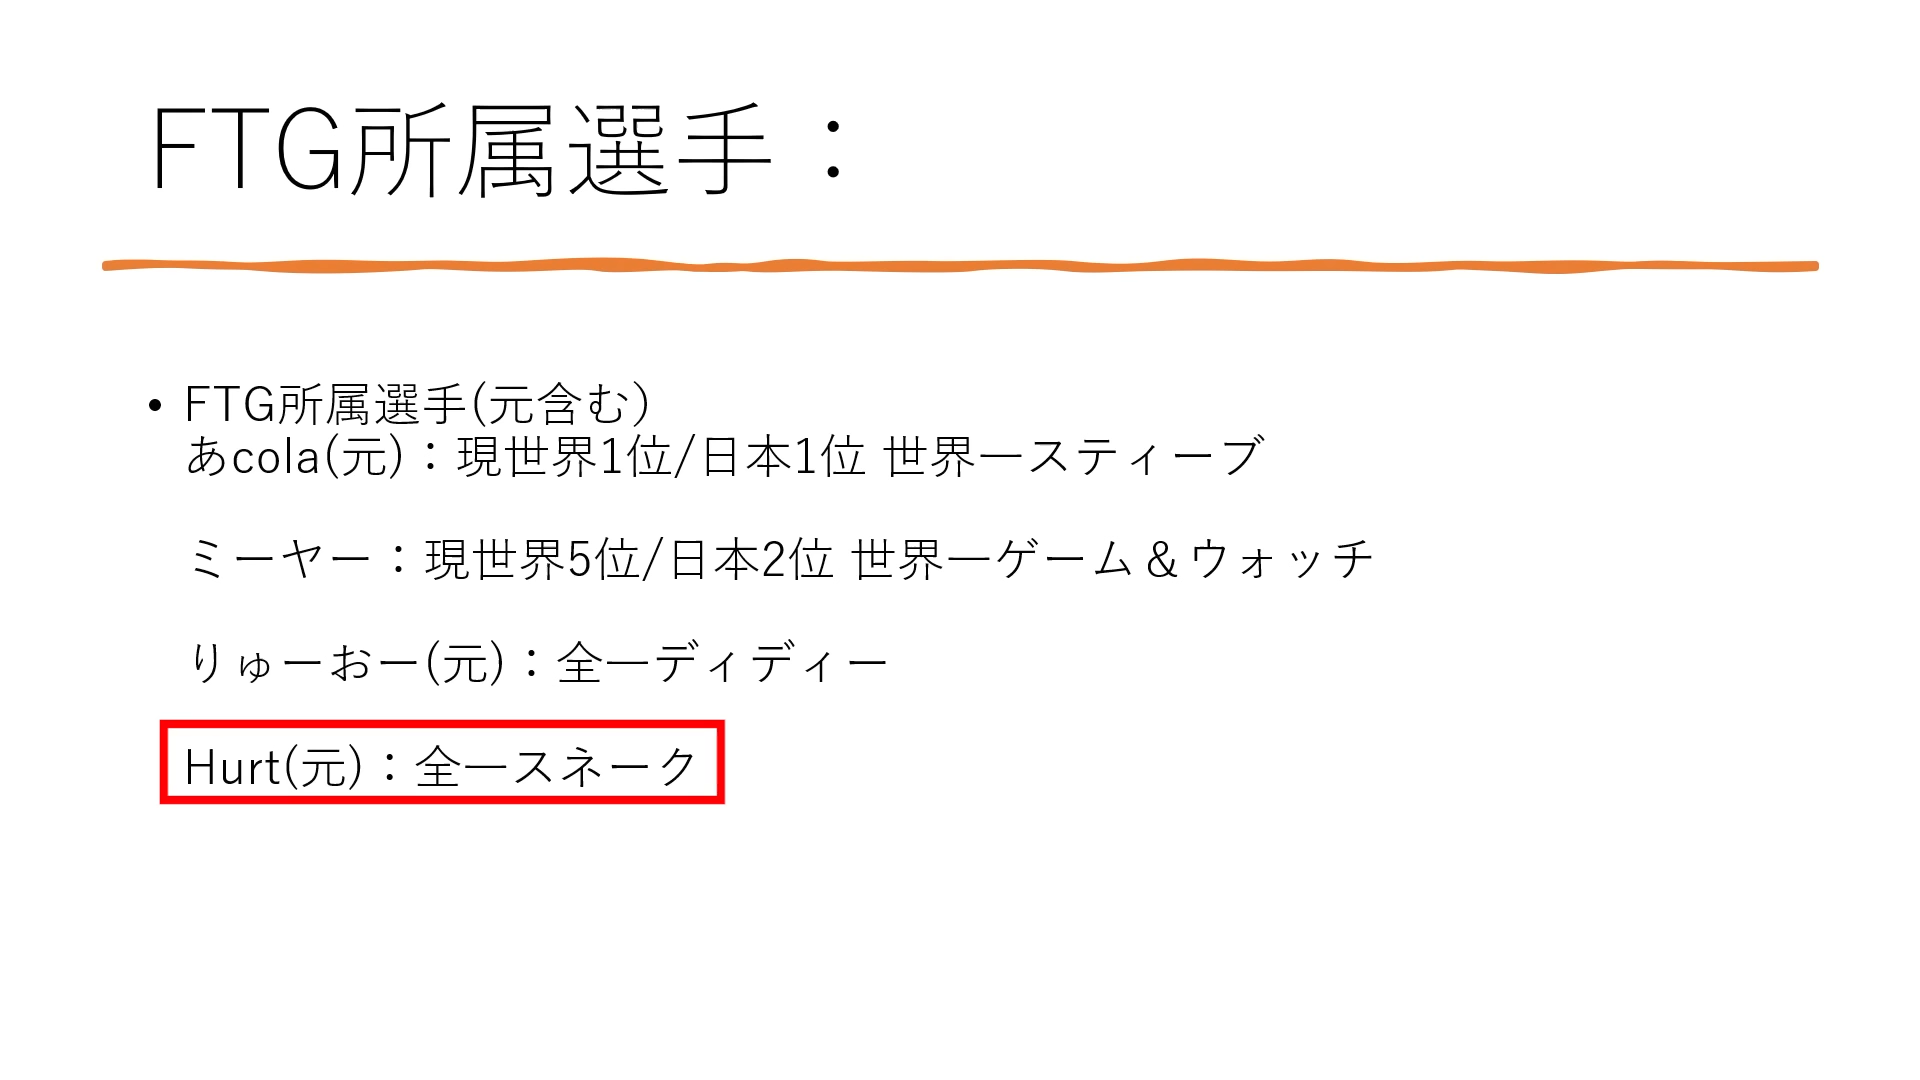 FTG所属選手：
• FTG所属選手(元含む)
あcola(元)：現世界1位/日本1位 世界一スティーブ
ミーヤー：現世界5位/日本2位 世界一ゲーム＆ウォッチ
りゅーおー(元)：全一ディディー
Hurt(元)：全一スネーク